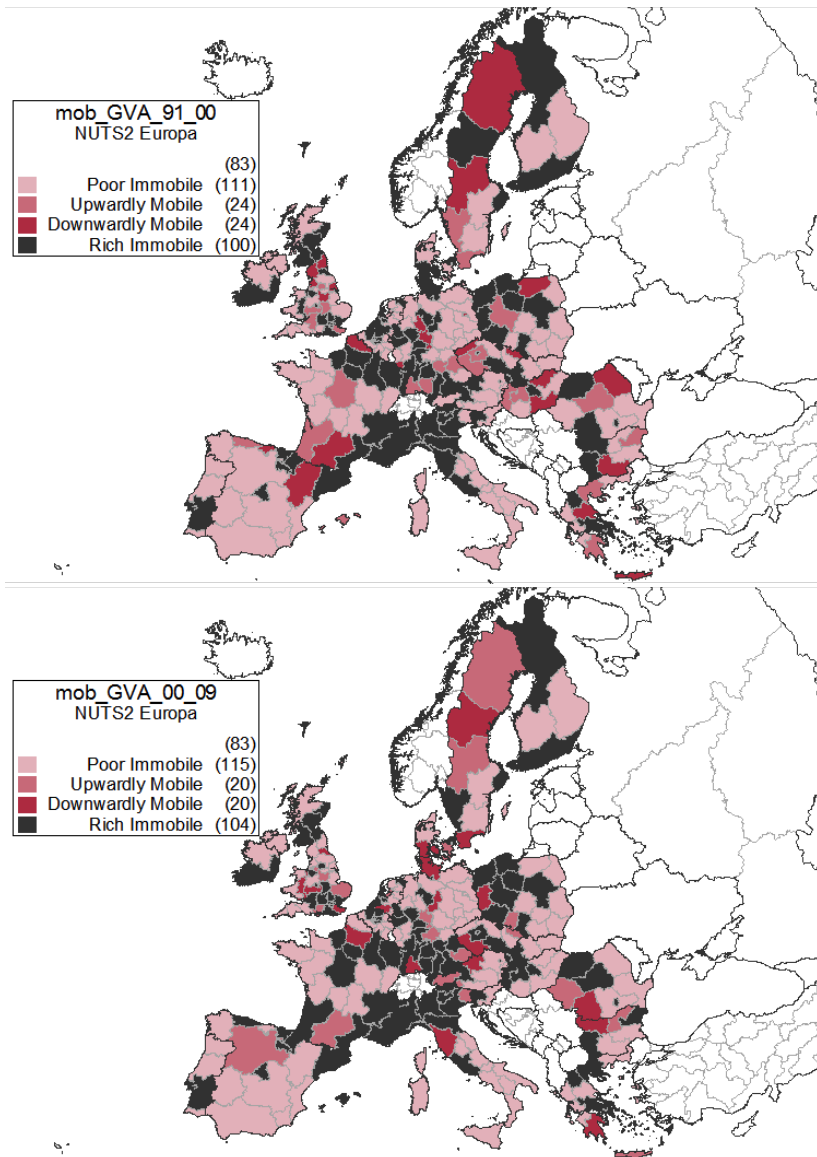 mob_GVA_91_00
NUTS2 Europa
(83)
Poor Immobile (111)
Upwardly Mobile (24)
Downwardly Mobile (24)
Rich Immobile (100)
mob_GVA_00_09
NUTS2 Europa
(83)
Poor Immobile (115)
Upwardly Mobile (20)
Downwardly Mobile (20)
Rich Immobile (104)